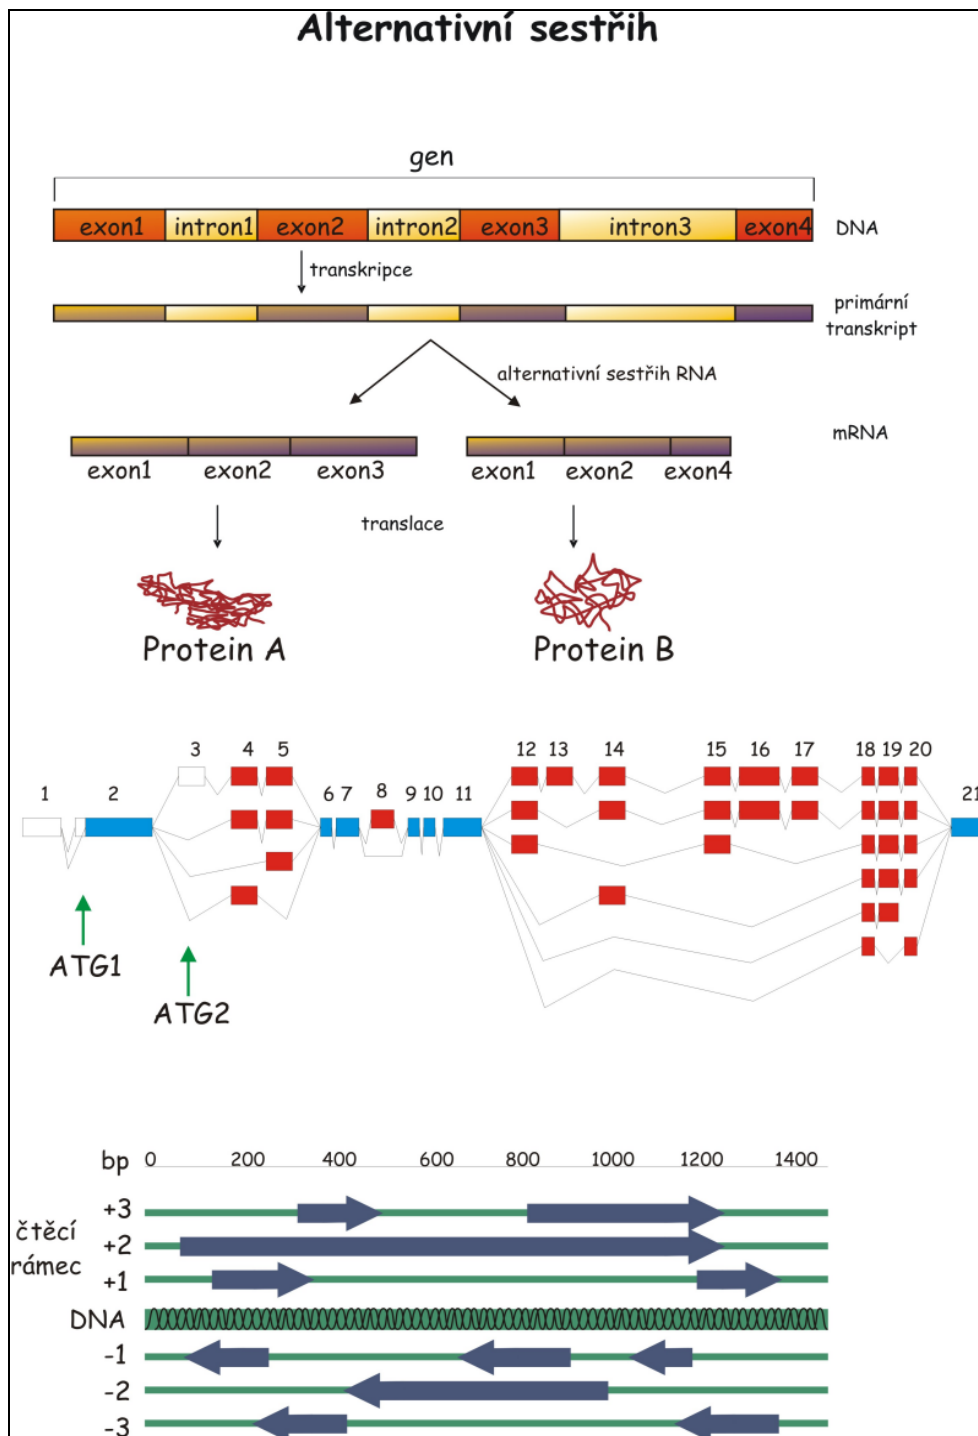 Alternativní sestřih
gen
exon1 intron1 exon2 intron2 exon3 intron3 exon4 DNA
transkripce
primární
transkript
alternativní sestřih RNA
mRNA
exon1 exon2 exon3 exon1 exon2 exon4
translace
Protein A Protein B
3 4 5 12 13 14 15 16 17 18 19 20
1 2 6 7 8 9 10 11 21
ATG1
ATG2
bp 0 200 400 600 800 1000 1200 1400
+3
čtěcí
rámec
+2
+1
DNA
-1
-2
-3